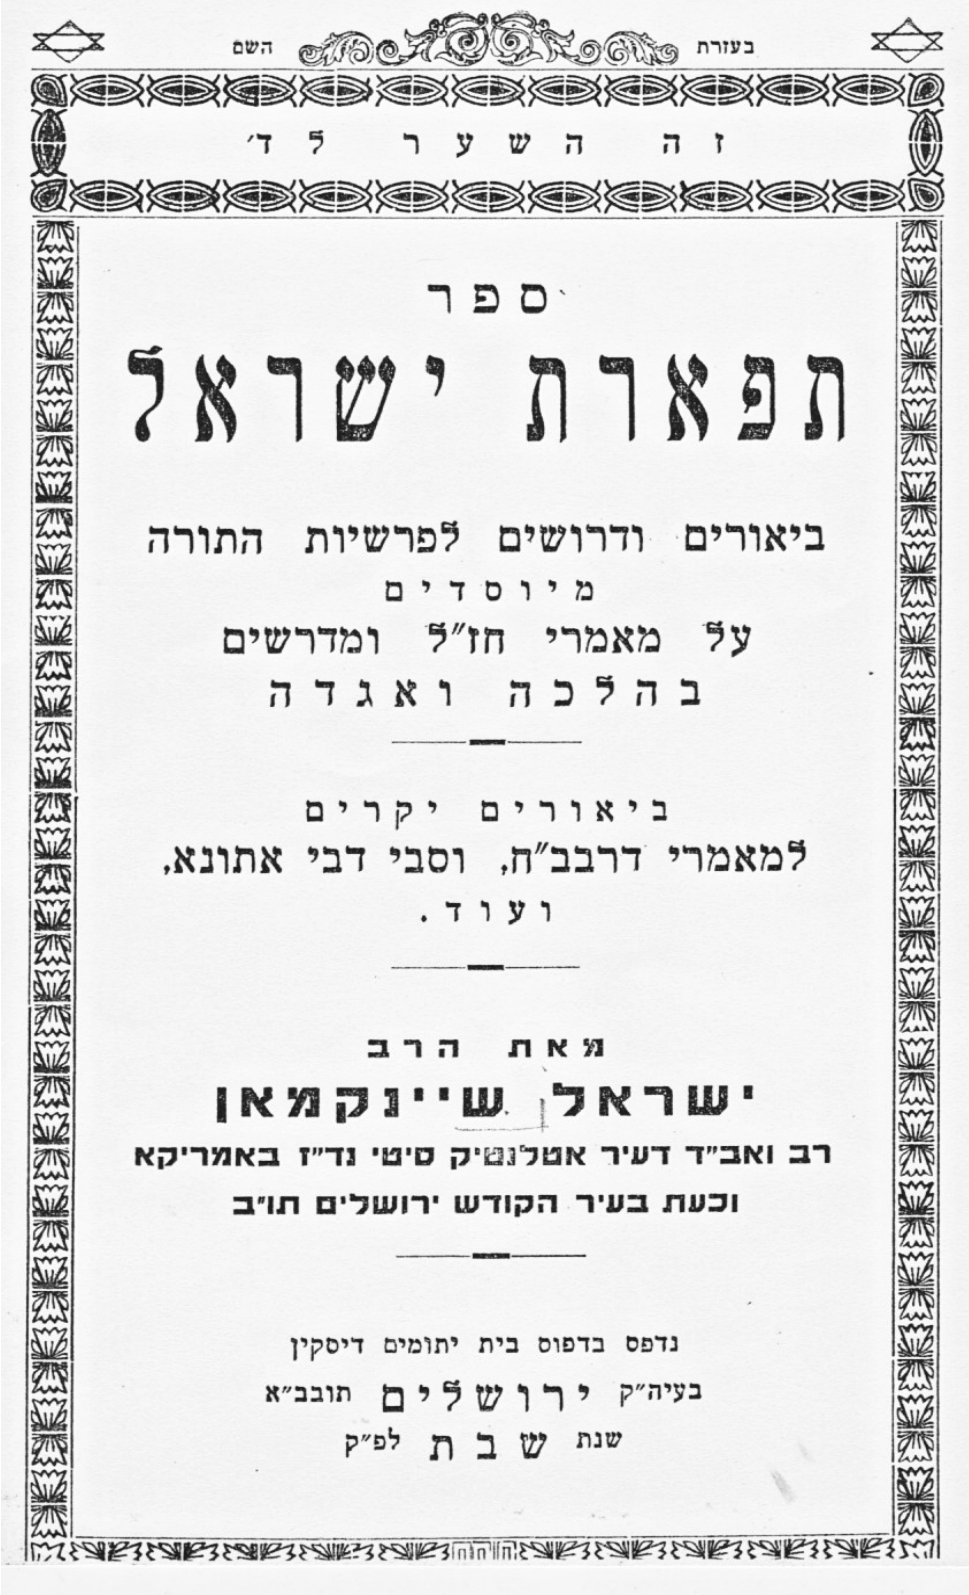 בעזרת השם
זה השער לד׳
ספר
תפארת ישראל
ביאורים ודרושים לפרשיות התורה
מיוסדים
על מאמרי חז״ל ומדרשים
בהלכה ואגדה
ביאורים יקרים
למאמרי דרבב״ח, וסבי דבי אתונא,
ועוד.
מאת הרב
ישראל שיינקמאן
רב ואב״ד דעיר אטלנטיק סיטי נד״ז באמריקא
וכעת בעיר הקודש ירושלים תו״ב
נדפס בדפוס בית יתומים דיסקין
בעיה״ק ירושלים תובב״א
שנת שבת לפ״ק